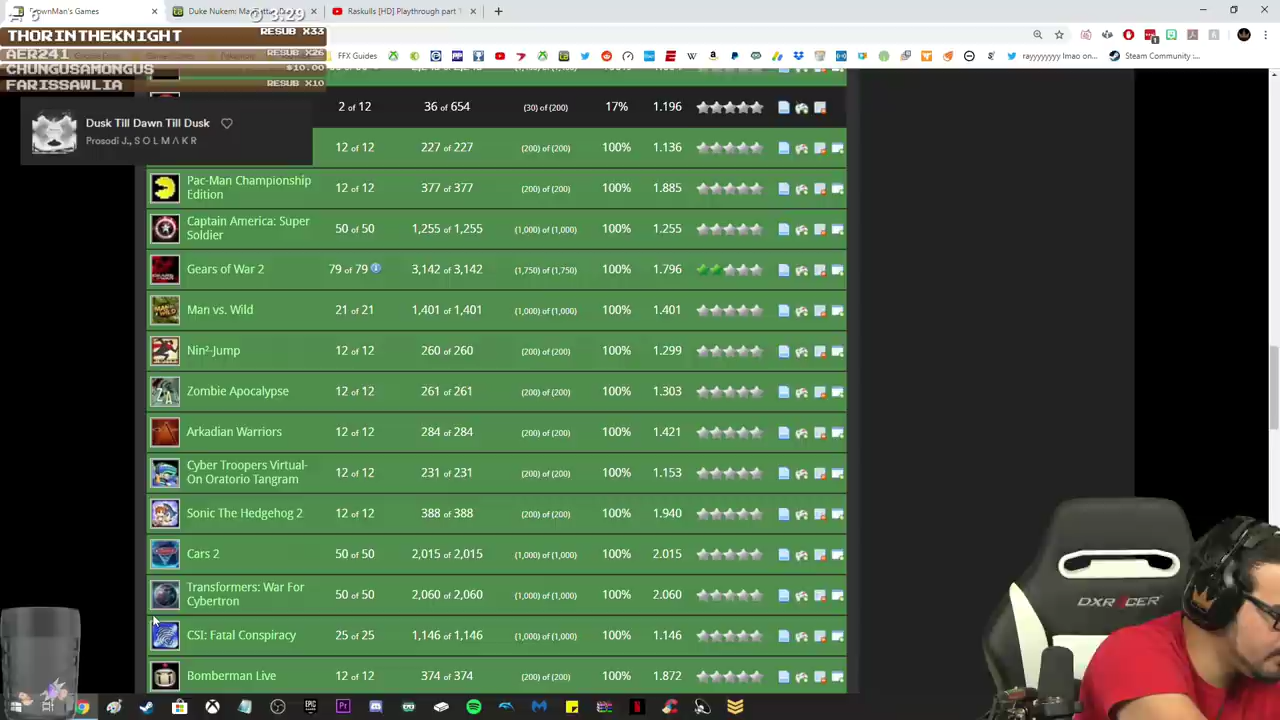 BrownMan's Games
3:29
Duke Nukem: Ma
Raskulls [HD] Playthrough part 1
THORINTHEKNIGHT RESUB X33
AER241 RESUB X26
CHUNGUSAMONGUS $10.00
FARISSAWLIA RESUB X10
FFX Guides
rayyyyyyy lmao on...
Steam Community :...
Dusk Till Dawn Till Dusk
Prosodi J., S O L M Λ K R
2 of 12 36 of 654 (30) of (200) 17% 1.196
12 of 12 227 of 227 (200) of (200) 100% 1.136
Pac-Man Championship
Edition
12 of 12 377 of 377 (200) of (200) 100% 1.885
Captain America: Super
Soldier
50 of 50 1,255 of 1,255 (1,000) of (1,000) 100% 1.255
Gears of War 2 79 of 79 3,142 of 3,142 (1,750) of (1,750) 100% 1.796
Man vs. Wild 21 of 21 1,401 of 1,401 (1,000) of (1,000) 100% 1.401
Nin²-Jump 12 of 12 260 of 260 (200) of (200) 100% 1.299
Zombie Apocalypse 12 of 12 261 of 261 (200) of (200) 100% 1.303
Arkadian Warriors 12 of 12 284 of 284 (200) of (200) 100% 1.421
Cyber Troopers Virtual-
On Oratorio Tangram
12 of 12 231 of 231 (200) of (200) 100% 1.153
Sonic The Hedgehog 2 12 of 12 388 of 388 (200) of (200) 100% 1.940
Cars 2 50 of 50 2,015 of 2,015 (1,000) of (1,000) 100% 2.015
Transformers: War For
Cybertron
50 of 50 2,060 of 2,060 (1,000) of (1,000) 100% 2.060
CSI: Fatal Conspiracy 25 of 25 1,146 of 1,146 (1,000) of (1,000) 100% 1.146
Bomberman Live 12 of 12 374 of 374 (200) of (200) 100% 1.872
DXRACER